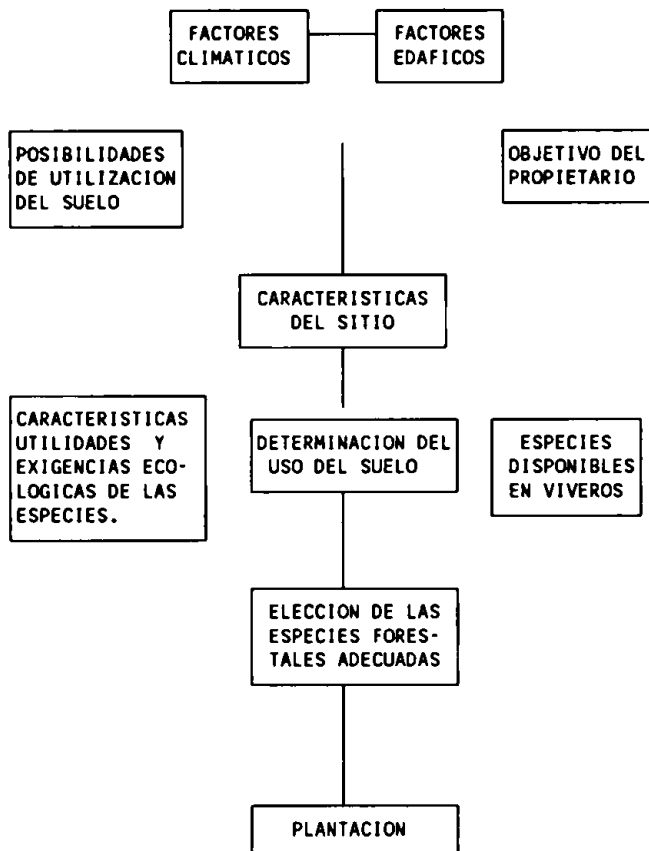 FACTORES
CLIMATICOS
FACTORES
EDAFICOS
POSIBILIDADES
DE UTILIZACION
DEL SUELO
OBJETIVO DEL
PROPIETARIO
CARACTERISTICAS
DEL SITIO
CARACTERISTICAS
UTILIDADES Y
EXIGENCIAS ECO-
LOGICAS DE LAS
ESPECIES.
DETERMINACION DEL
USO DEL SUELO
ESPECIES
DISPONIBLES
EN VIVEROS
ELECCION DE LAS
ESPECIES FORES-
TALES ADECUADAS
PLANTACION